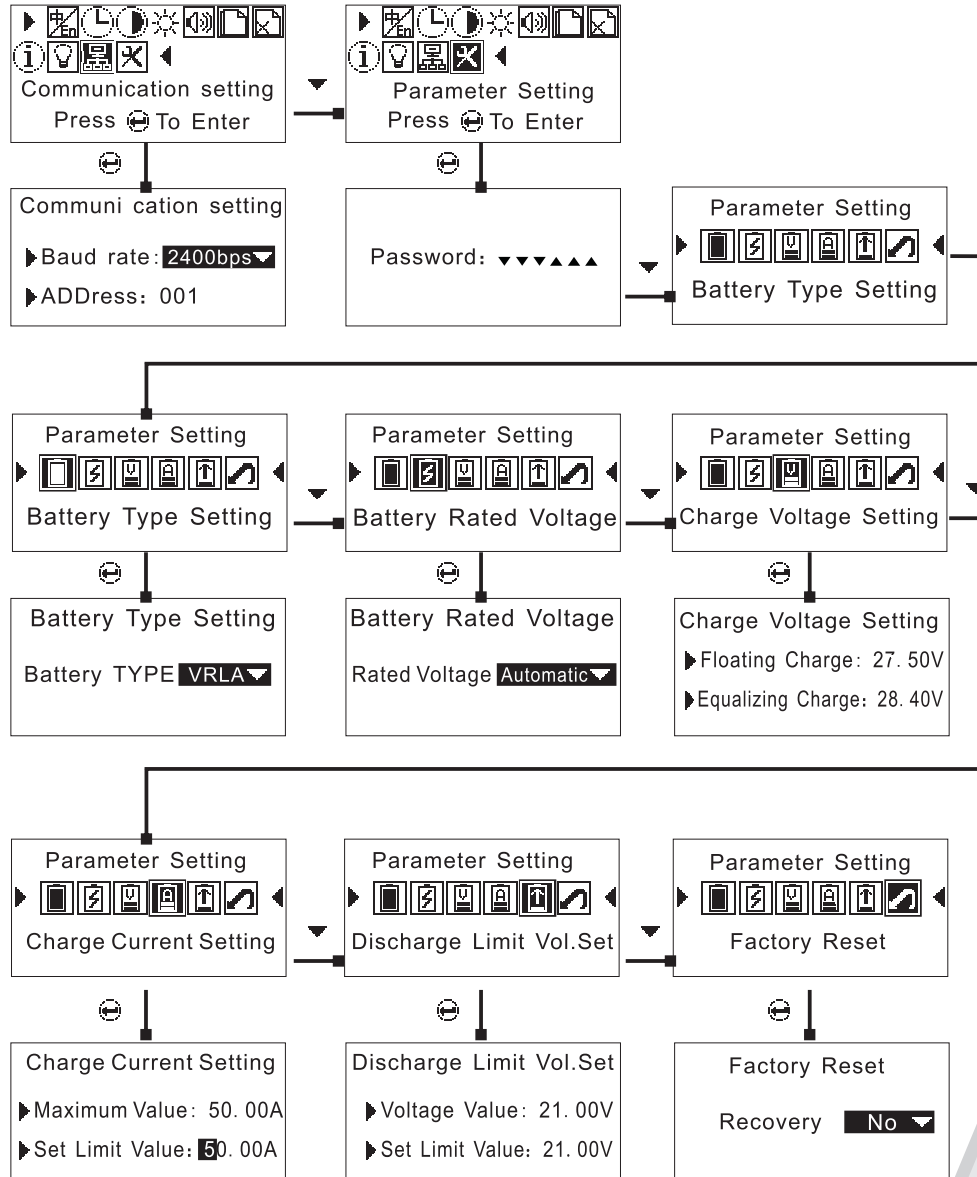 中/En
i
Communication setting
Press To Enter
中/En
i
Parameter Setting
Press To Enter
Communi cation setting
Baud rate: 2400bps
ADDress: 001
Password: ▼▼▼▲▲▲
Parameter Setting
V A
Battery Type Setting
Parameter Setting
V A
Battery Type Setting
Parameter Setting
V A
Battery Rated Voltage
Parameter Setting
V A
Charge Voltage Setting
Battery Type Setting
Battery TYPE VRLA
Battery Rated Voltage
Rated Voltage Automatic
Charge Voltage Setting
Floating Charge: 27. 50V
Equalizing Charge: 28. 40V
Parameter Setting
V A
Charge Current Setting
Parameter Setting
V A
Discharge Limit Vol.Set
Parameter Setting
V A
Factory Reset
Charge Current Setting
Maximum Value: 50. 00A
Set Limit Value: 50. 00A
Discharge Limit Vol.Set
Voltage Value: 21. 00V
Set Limit Value: 21. 00V
Factory Reset
Recovery No